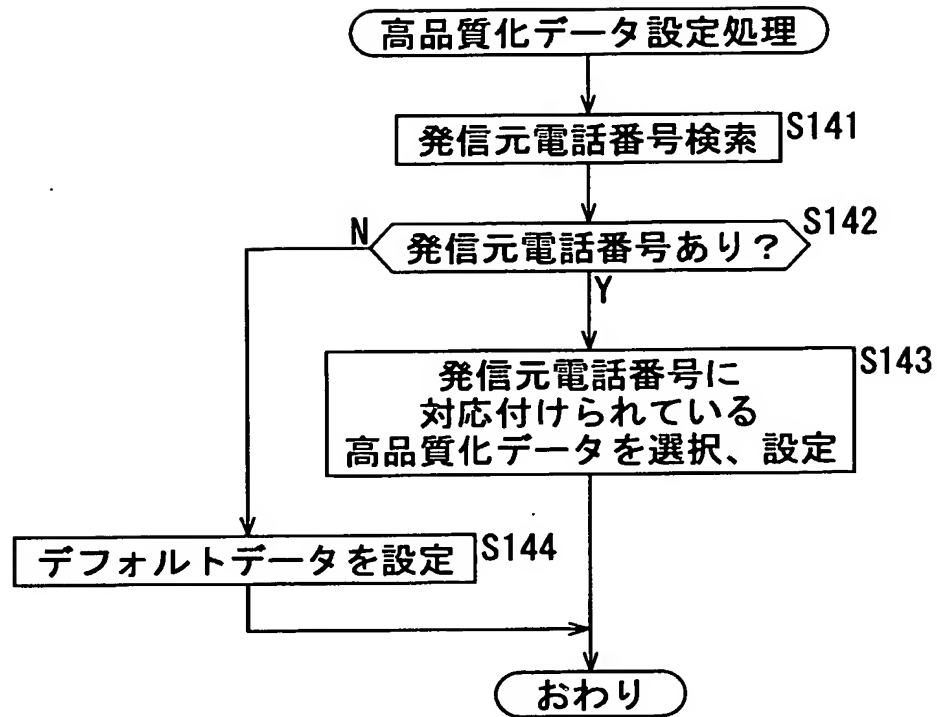 高品質化データ設定処理
発信元電話番号検索
S141
発信元電話番号あり？
S142
N
Y
発信元電話番号に
対応付けられている
高品質化データを選択、設定
S143
デフォルトデータを設定
S144
おわり